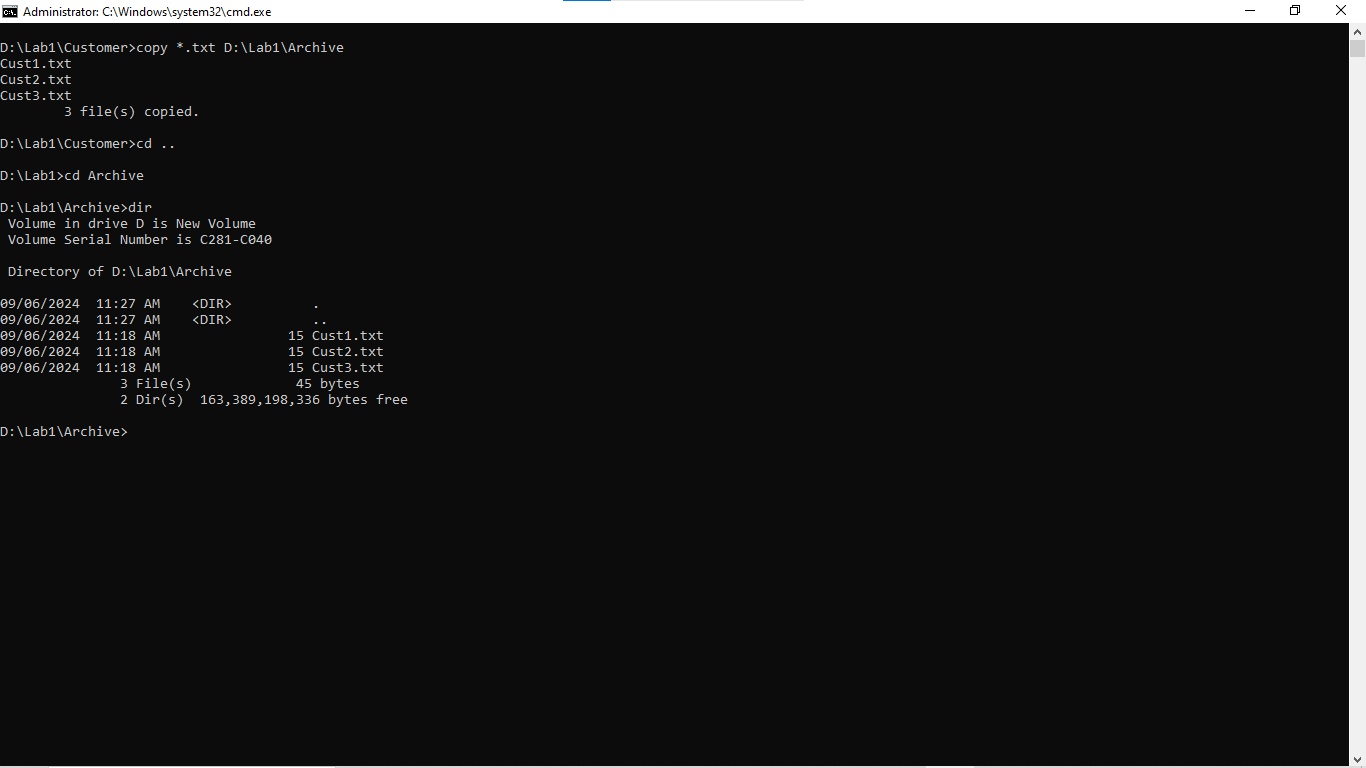 Administrator: C:\Windows\system32\cmd.exe
D:\Lab1\Customer>copy *.txt D:\Lab1\Archive
Cust1.txt
Cust2.txt
Cust3.txt
        3 file(s) copied.
D:\Lab1\Customer>cd ..
D:\Lab1>cd Archive
D:\Lab1\Archive>dir
 Volume in drive D is New Volume
 Volume Serial Number is C281-C040
 Directory of D:\Lab1\Archive
09/06/2024  11:27 AM    <DIR>          .
09/06/2024  11:27 AM    <DIR>          ..
09/06/2024  11:18 AM                15 Cust1.txt
09/06/2024  11:18 AM                15 Cust2.txt
09/06/2024  11:18 AM                15 Cust3.txt
               3 File(s)             45 bytes
               2 Dir(s)  163,389,198,336 bytes free
D:\Lab1\Archive>